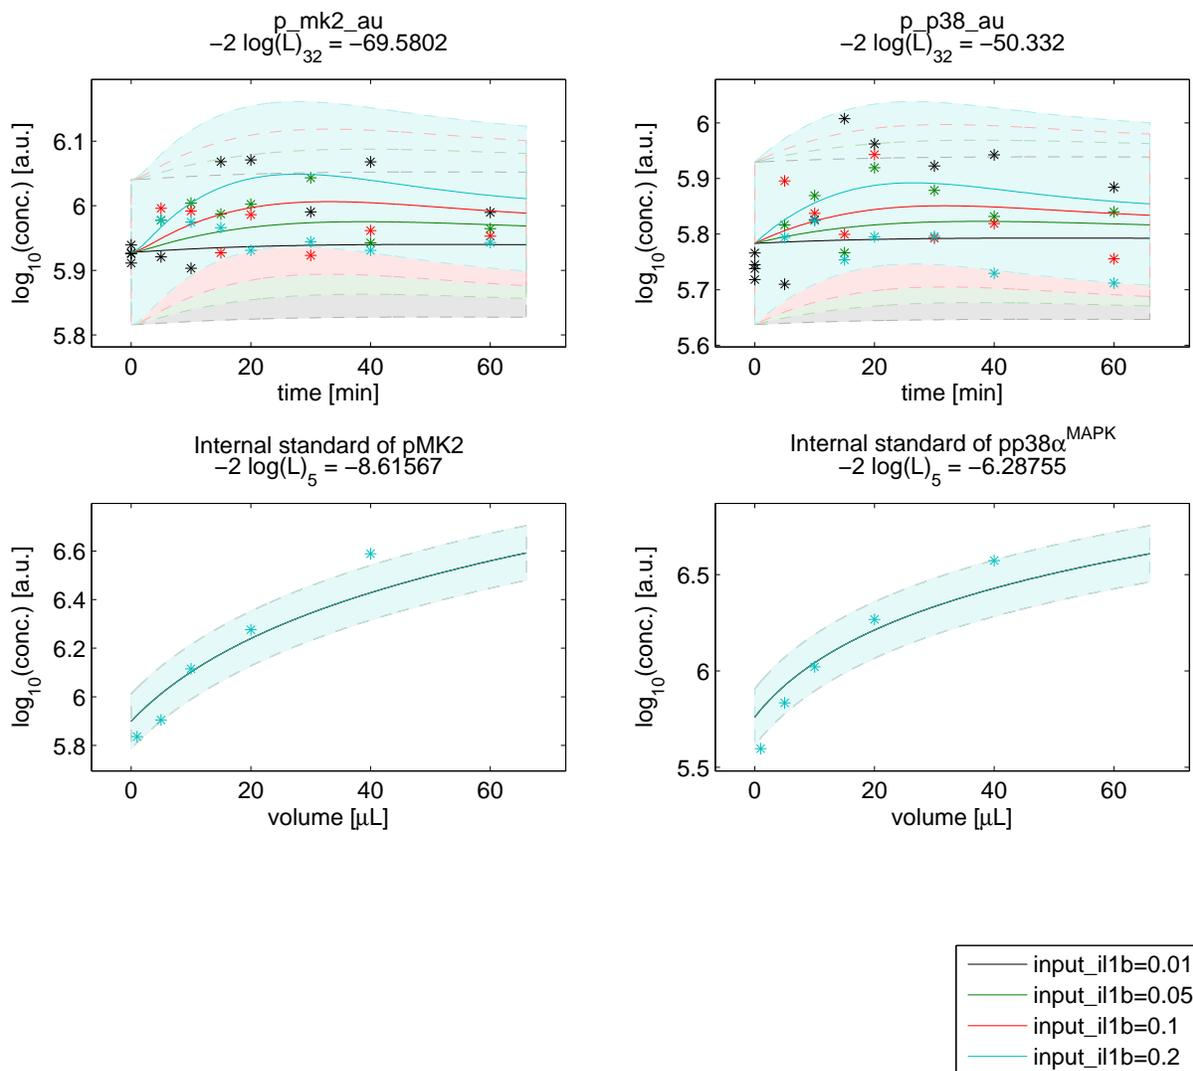 p_mk2_au
−2 log(L)32 = −69.5802
log10(conc.) [a.u.]
6.1
6
5.9
5.8
0 20 40 60
time [min]
p_p38_au
−2 log(L)32 = −50.332
log10(conc.) [a.u.]
6
5.9
5.8
5.7
5.6
0 20 40 60
time [min]
Internal standard of pMK2
−2 log(L)5 = −8.61567
log10(conc.) [a.u.]
6.6
6.4
6.2
6
5.8
0 20 40 60
volume [μL]
Internal standard of pp38αMAPK
−2 log(L)5 = −6.28755
log10(conc.) [a.u.]
6.5
6
5.5
0 20 40 60
volume [μL]
input_il1b=0.01
input_il1b=0.05
input_il1b=0.1
input_il1b=0.2